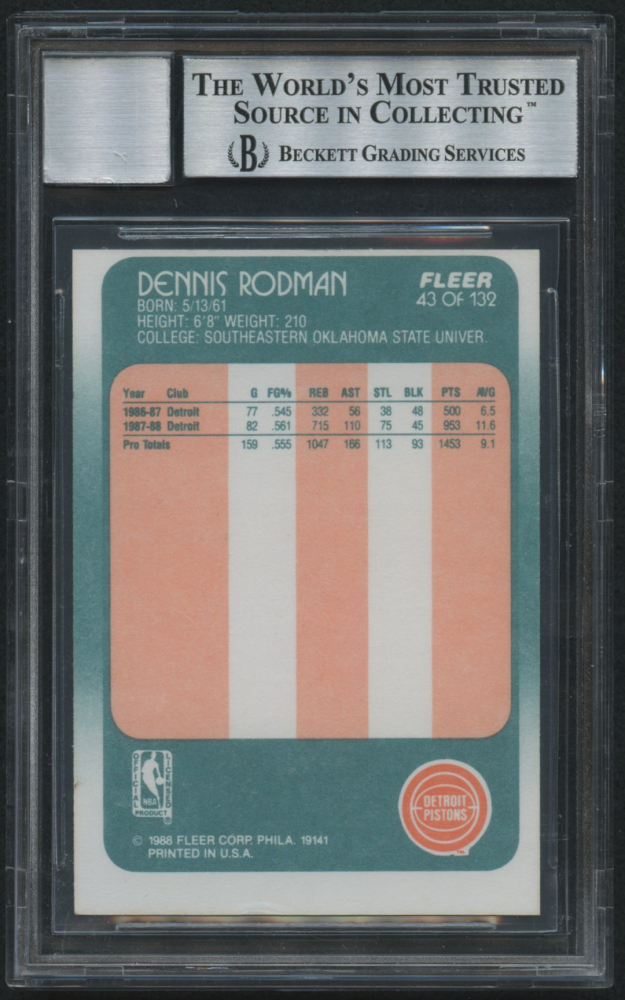 THE WORLD'S MOST TRUSTED
SOURCE IN COLLECTING™
B BECKETT GRADING SERVICES
DENNIS RODMAN
FLEER
43 OF 132
BORN: 5/13/61
HEIGHT: 6'8" WEIGHT: 210
COLLEGE: SOUTHEASTERN OKLAHOMA STATE UNIVER.
Year Club G FG% REB AST STL BLK PTS AVG
1986-87 Detroit 77 .545 332 56 38 48 500 6.5
1987-88 Detroit 82 .561 715 110 75 45 953 11.6
Pro Totals 159 .555 1047 166 113 93 1453 9.1
OFFICIAL
LICENSED
NBA
PRODUCT
®
DETROIT
PISTONS
™
© 1988 FLEER CORP. PHILA. 19141
PRINTED IN U.S.A.